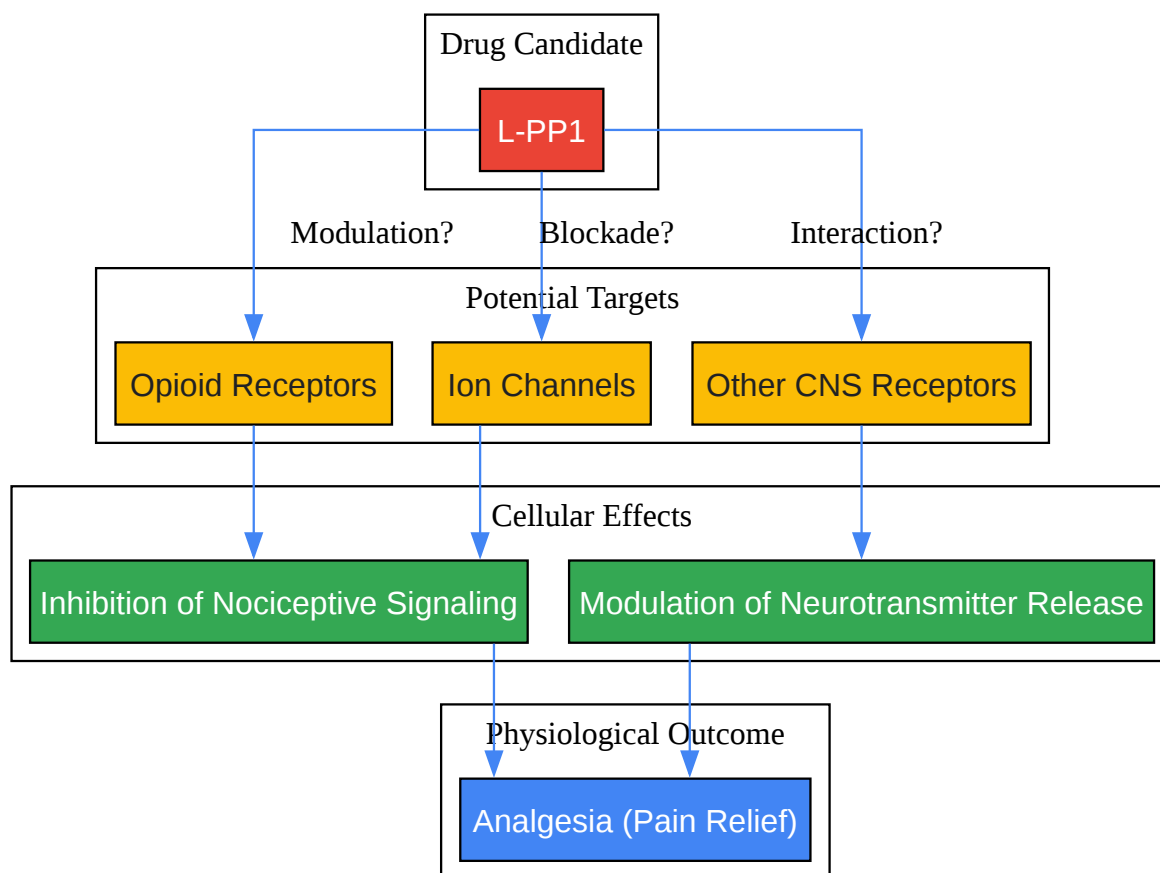 Drug Candidate
L-PP1
Modulation? Blockade? Interaction?
Potential Targets
Opioid Receptors Ion Channels Other CNS Receptors
Cellular Effects
Inhibition of Nociceptive Signaling Modulation of Neurotransmitter Release
Physiological Outcome
Analgesia (Pain Relief)